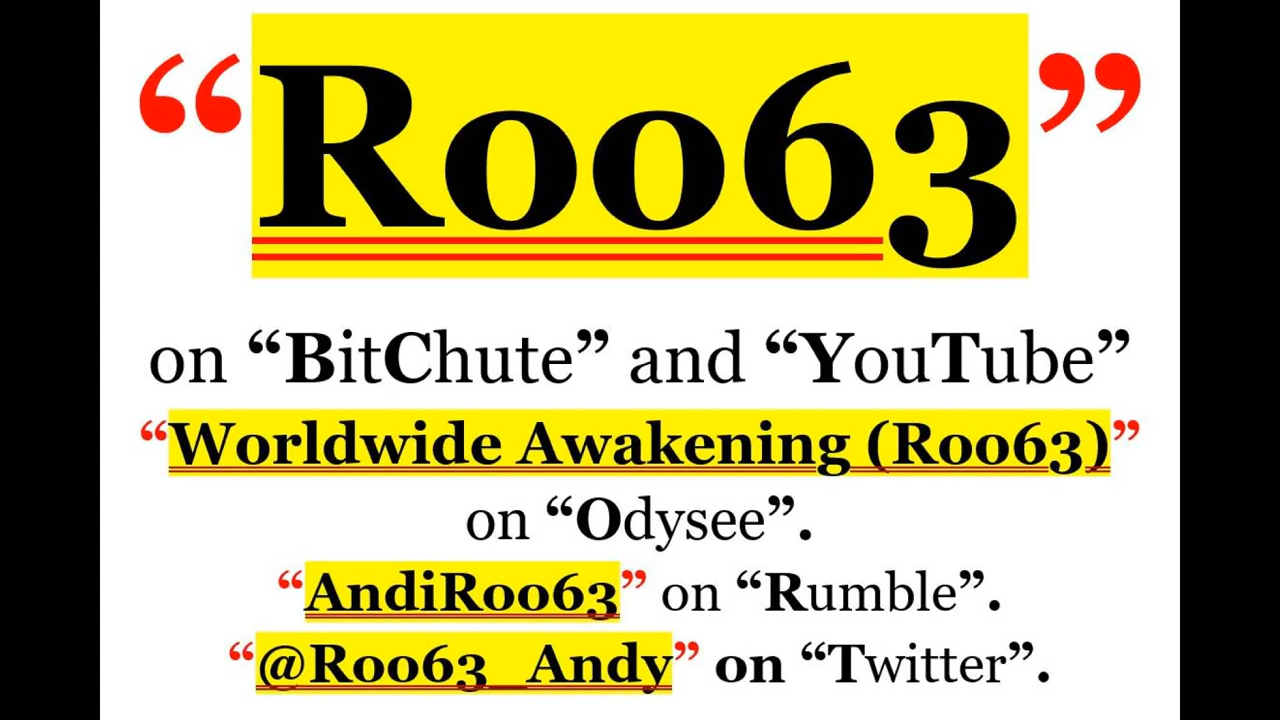 “Roo63”
on “BitChute” and “YouTube”
“Worldwide Awakening (Roo63)”
on “Odysee”.
“AndiRoo63” on “Rumble”.
“@Roo63_Andy” on “Twitter”.